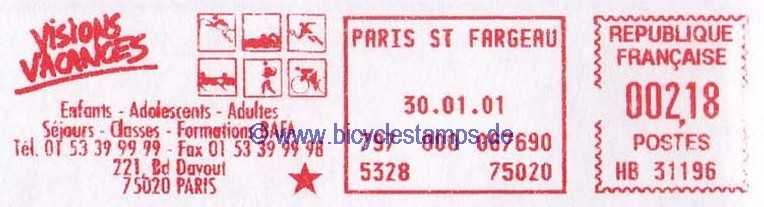 VISIONS
VACANCES
Enfants - Adolescents - Adultes
Séjours - Classes - Formations BAFA
Tél. 01 53 39 99 99 - Fax 01 53 39 99 98
221, Bd Davout
75020 PARIS
© www.bicyclestamps.de
PARIS ST FARGEAU
30.01.01
000 007690
5328 75020
REPUBLIQUE
FRANÇAISE
002,18
POSTES
HB 31196